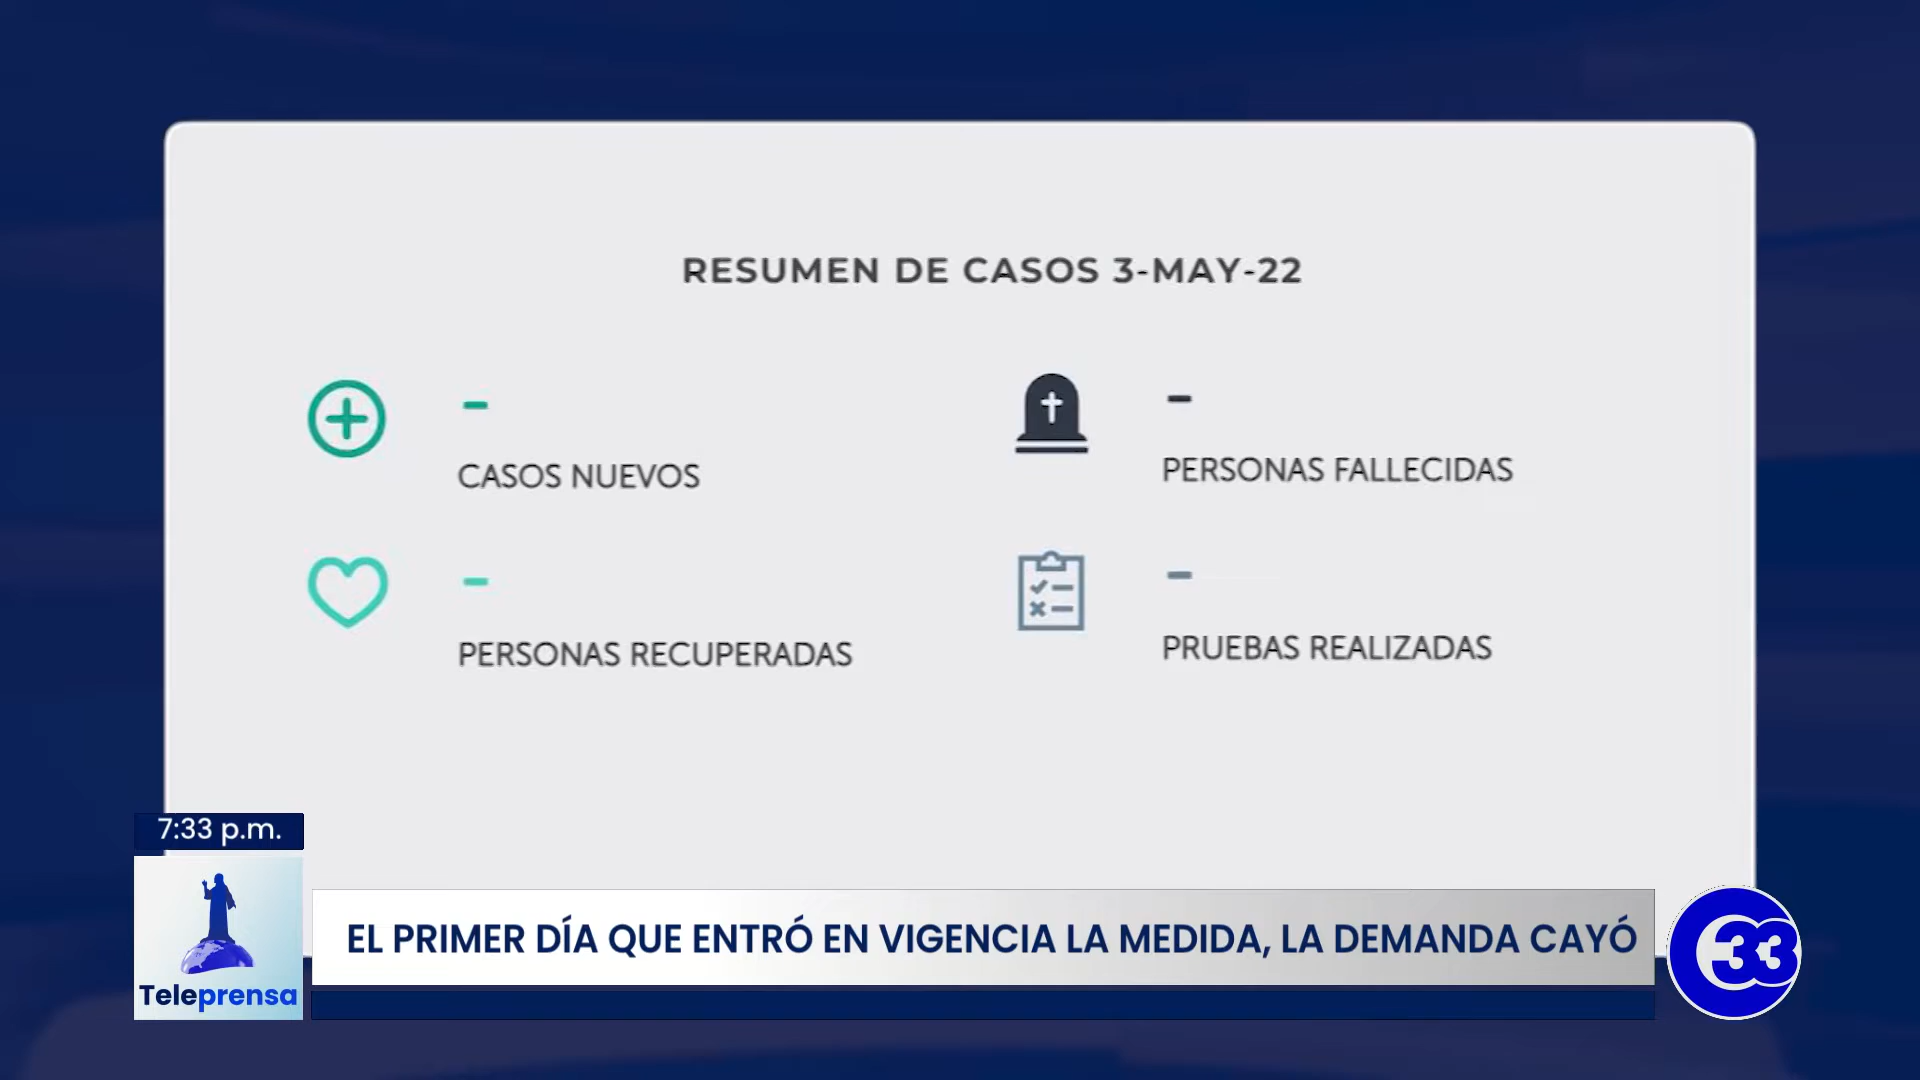 RESUMEN DE CASOS 3-MAY-22
-
CASOS NUEVOS
-
PERSONAS FALLECIDAS
-
PERSONAS RECUPERADAS
-
PRUEBAS REALIZADAS
7:33 p.m.
Teleprensa
EL PRIMER DÍA QUE ENTRÓ EN VIGENCIA LA MEDIDA, LA DEMANDA CAYÓ
C33